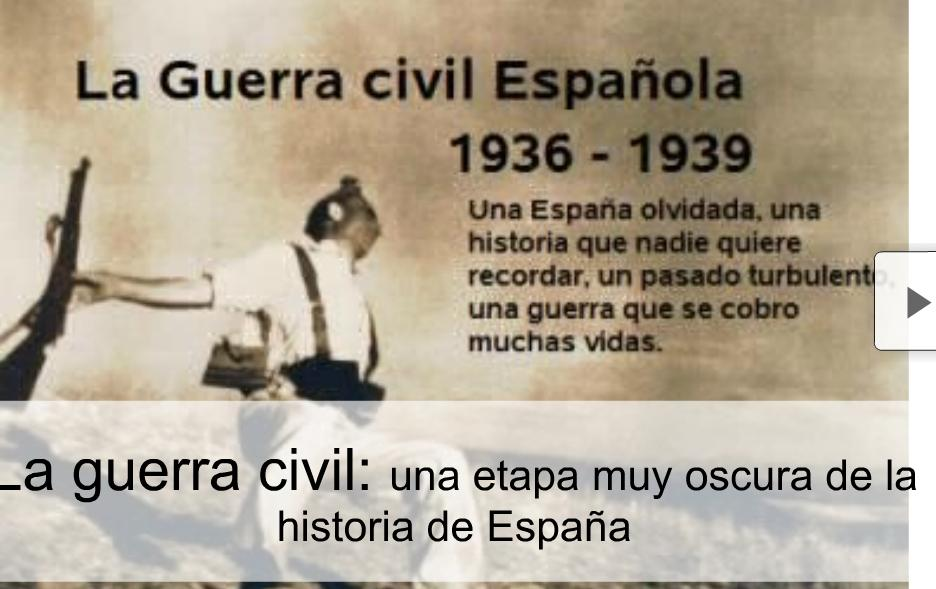 La Guerra civil Española
1936 - 1939
Una España olvidada, una
historia que nadie quiere
recordar, un pasado turbulento,
una guerra que se cobro
muchas vidas.
La guerra civil: una etapa muy oscura de la
historia de España